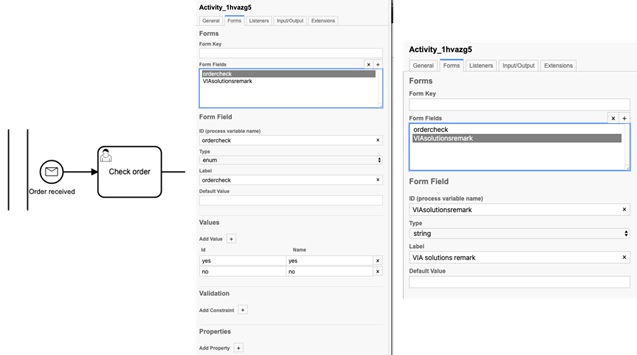 Order received
Check order
Activity_1hvazg5
General Forms Listeners Input/Output Extensions
Forms
Form Key
Form Fields x +
ordercheck
VIAsolutionsremark
Form Field
ID (process variable name)
ordercheck x
Type
enum
Label
ordercheck x
Default Value
Values
Add Value +
Id Name
yes yes x
no no x
Validation
Add Constraint +
Properties
Add Property +
Activity_1hvazg5
General Forms Listeners Input/Output Extensions
Forms
Form Key
Form Fields x +
ordercheck
VIAsolutionsremark
Form Field
ID (process variable name)
VIAsolutionsremark x
Type
string
Label
VIA solutions remark x
Default Value